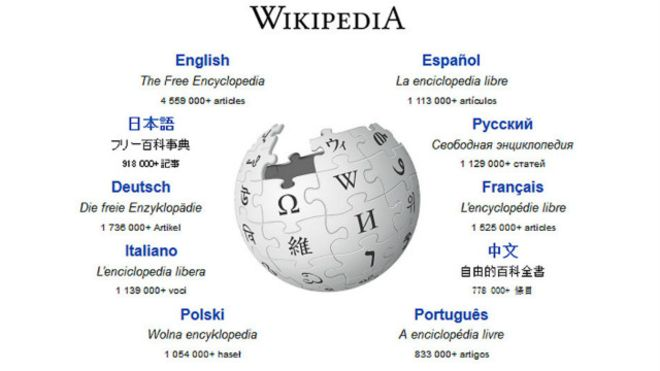 WIKIPEDIA
English
The Free Encyclopedia
4 559 000+ articles
Español
La enciclopedia libre
1 113 000+ artículos
日本語
フリー百科事典
918 000+ 記事
Русский
Свободная энциклопедия
1 129 000+ статей
Deutsch
Die freie Enzyklopädie
1 736 000+ Artikel
Français
L'encyclopédie libre
1 525 000+ articles
Italiano
L'enciclopedia libera
1 139 000+ voci
中文
自由的百科全書
778 000+ 條目
Polski
Wolna encyklopedia
1 054 000+ haseł
Português
A enciclopédia livre
833 000+ artigos
ウィ
Ω
W
И
維